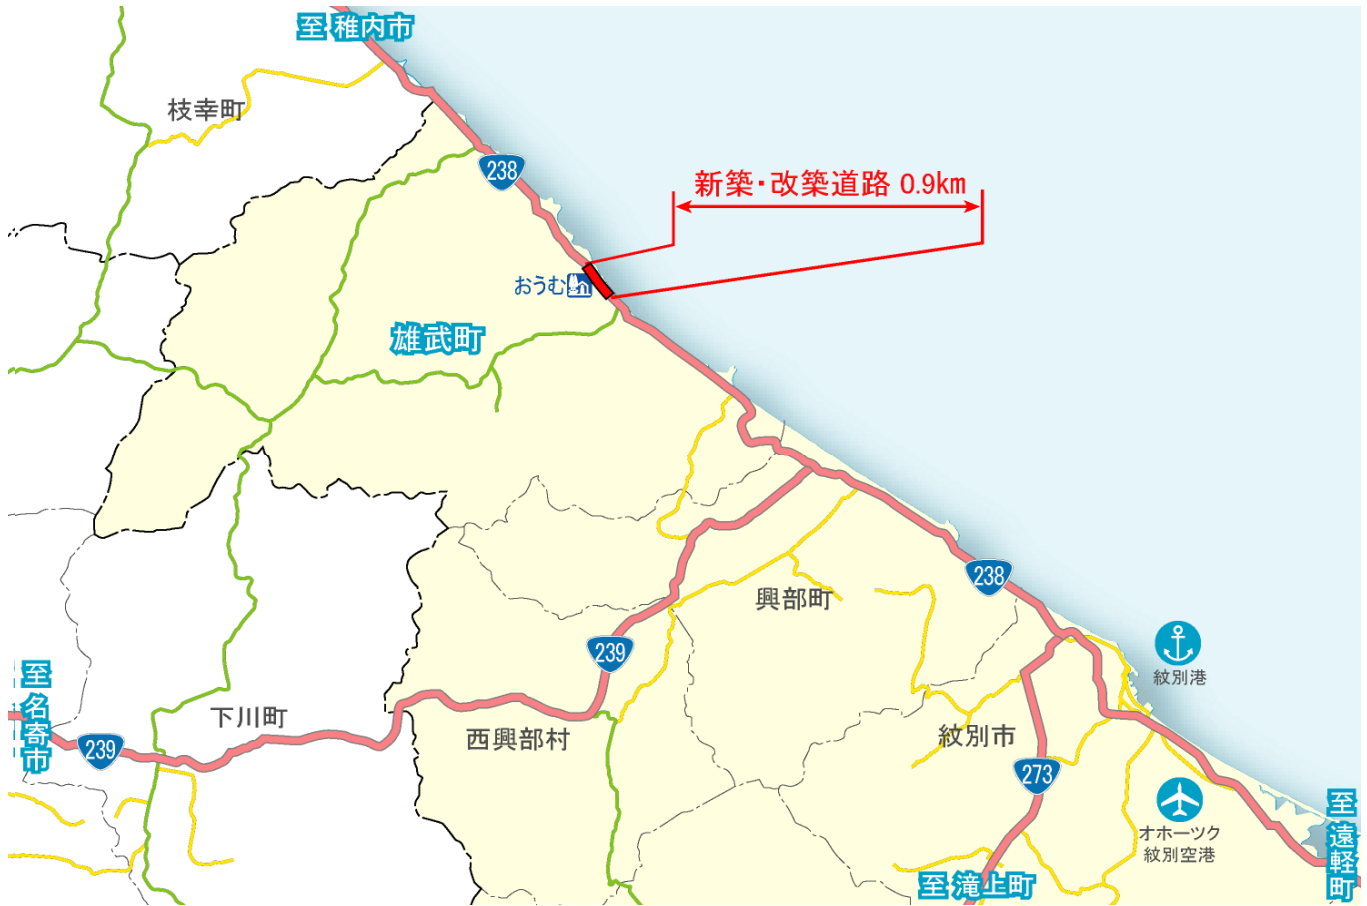 至 稚内市
枝幸町
238
新築・改築道路 0.9km
おうむ
雄武町
238
興部町
239
紋別港
至名寄市
下川町
239
西興部村
紋別市
273
オホーツク
紋別空港
至遠軽町
至 滝上町